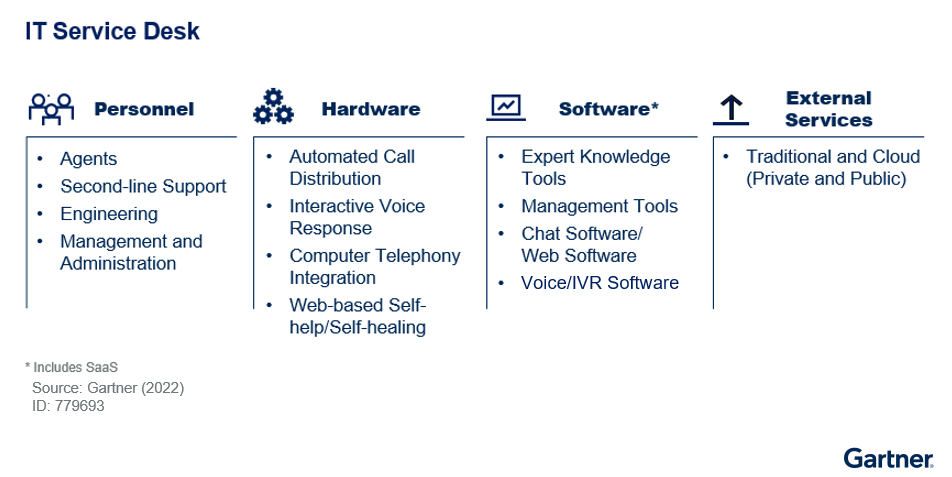 IT Service Desk
Personnel
• Agents
• Second-line Support
• Engineering
• Management and
Administration
Hardware
• Automated Call
Distribution
• Interactive Voice
Response
• Computer Telephony
Integration
• Web-based Self-
help/Self-healing
Software*
• Expert Knowledge
Tools
• Management Tools
• Chat Software/
Web Software
• Voice/IVR Software
External
Services
• Traditional and Cloud
(Private and Public)
* Includes SaaS
Source: Gartner (2022)
ID: 779693
Gartner